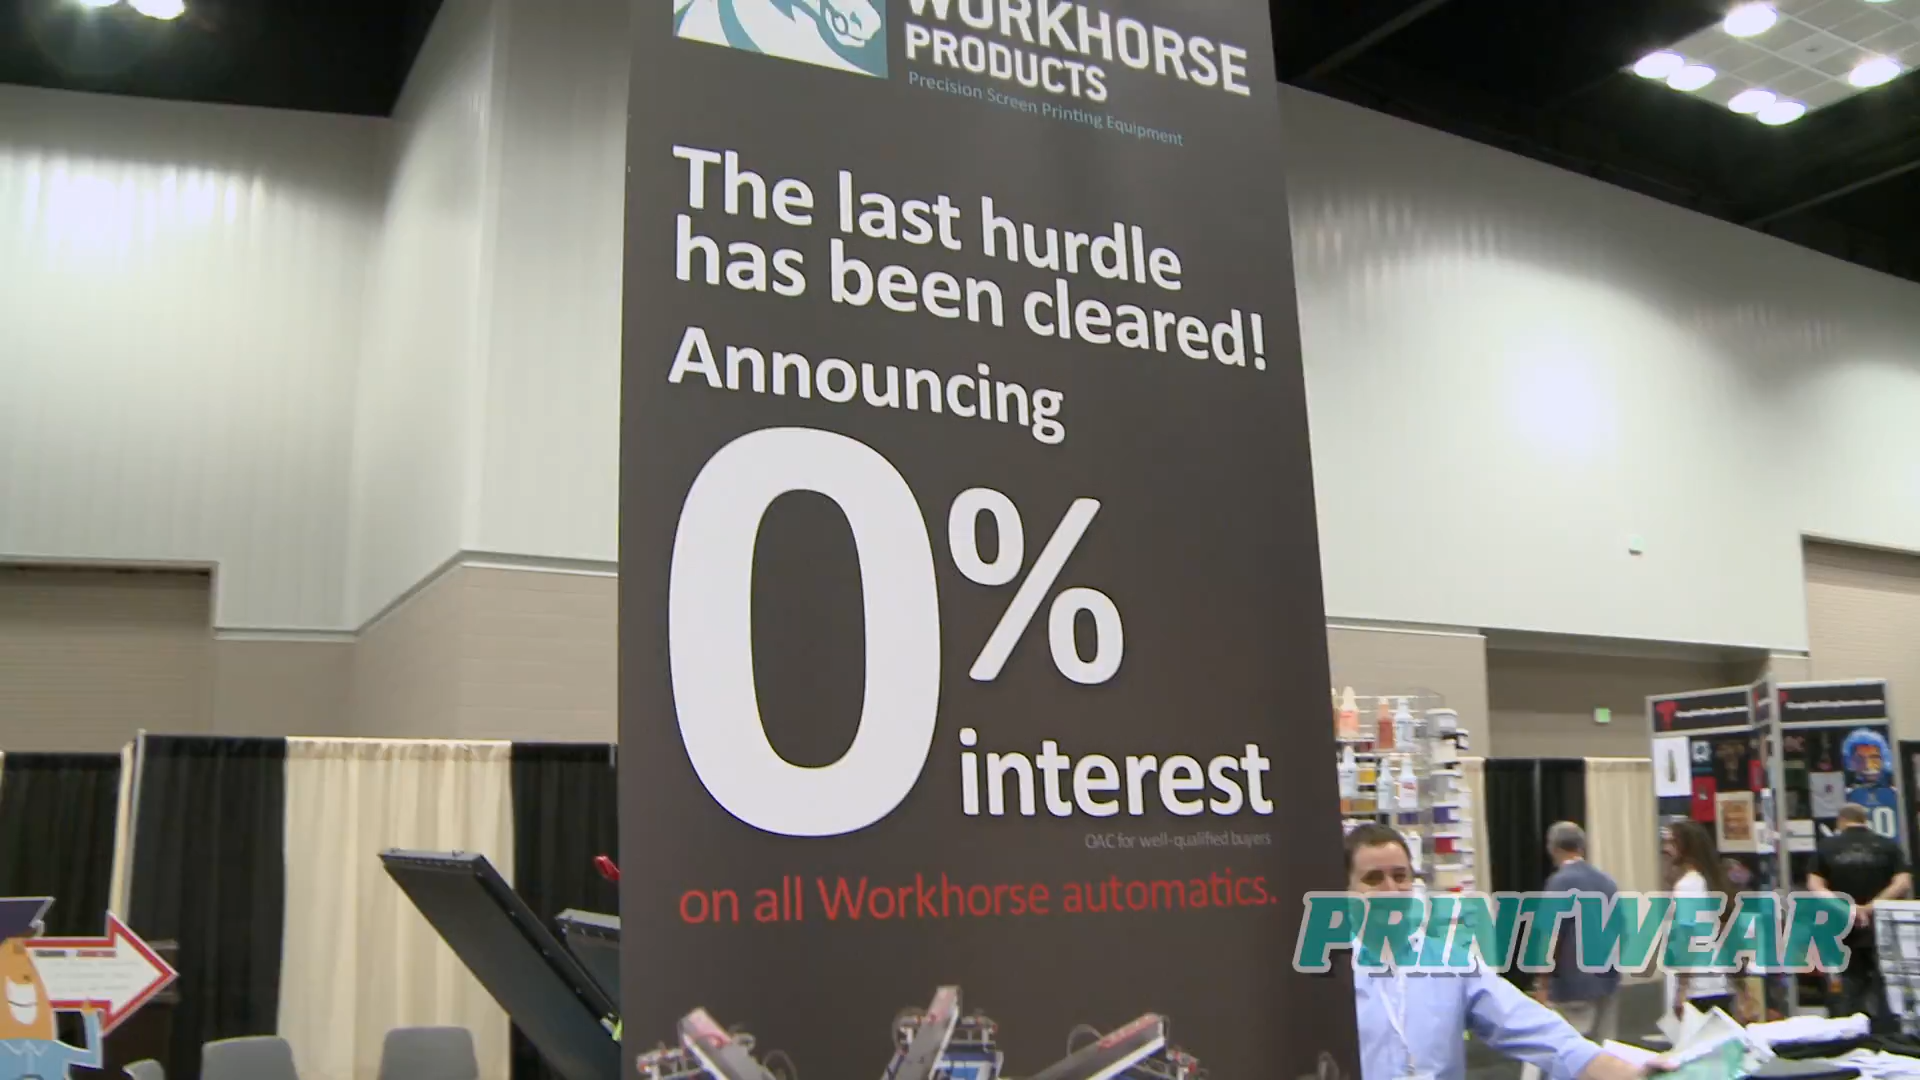 WORKHORSE
PRODUCTS
Precision Screen Printing Equipment
The last hurdle
has been cleared!
Announcing
0%
interest
OAC for well-qualified buyers
on all Workhorse automatics.
PRINTWEAR